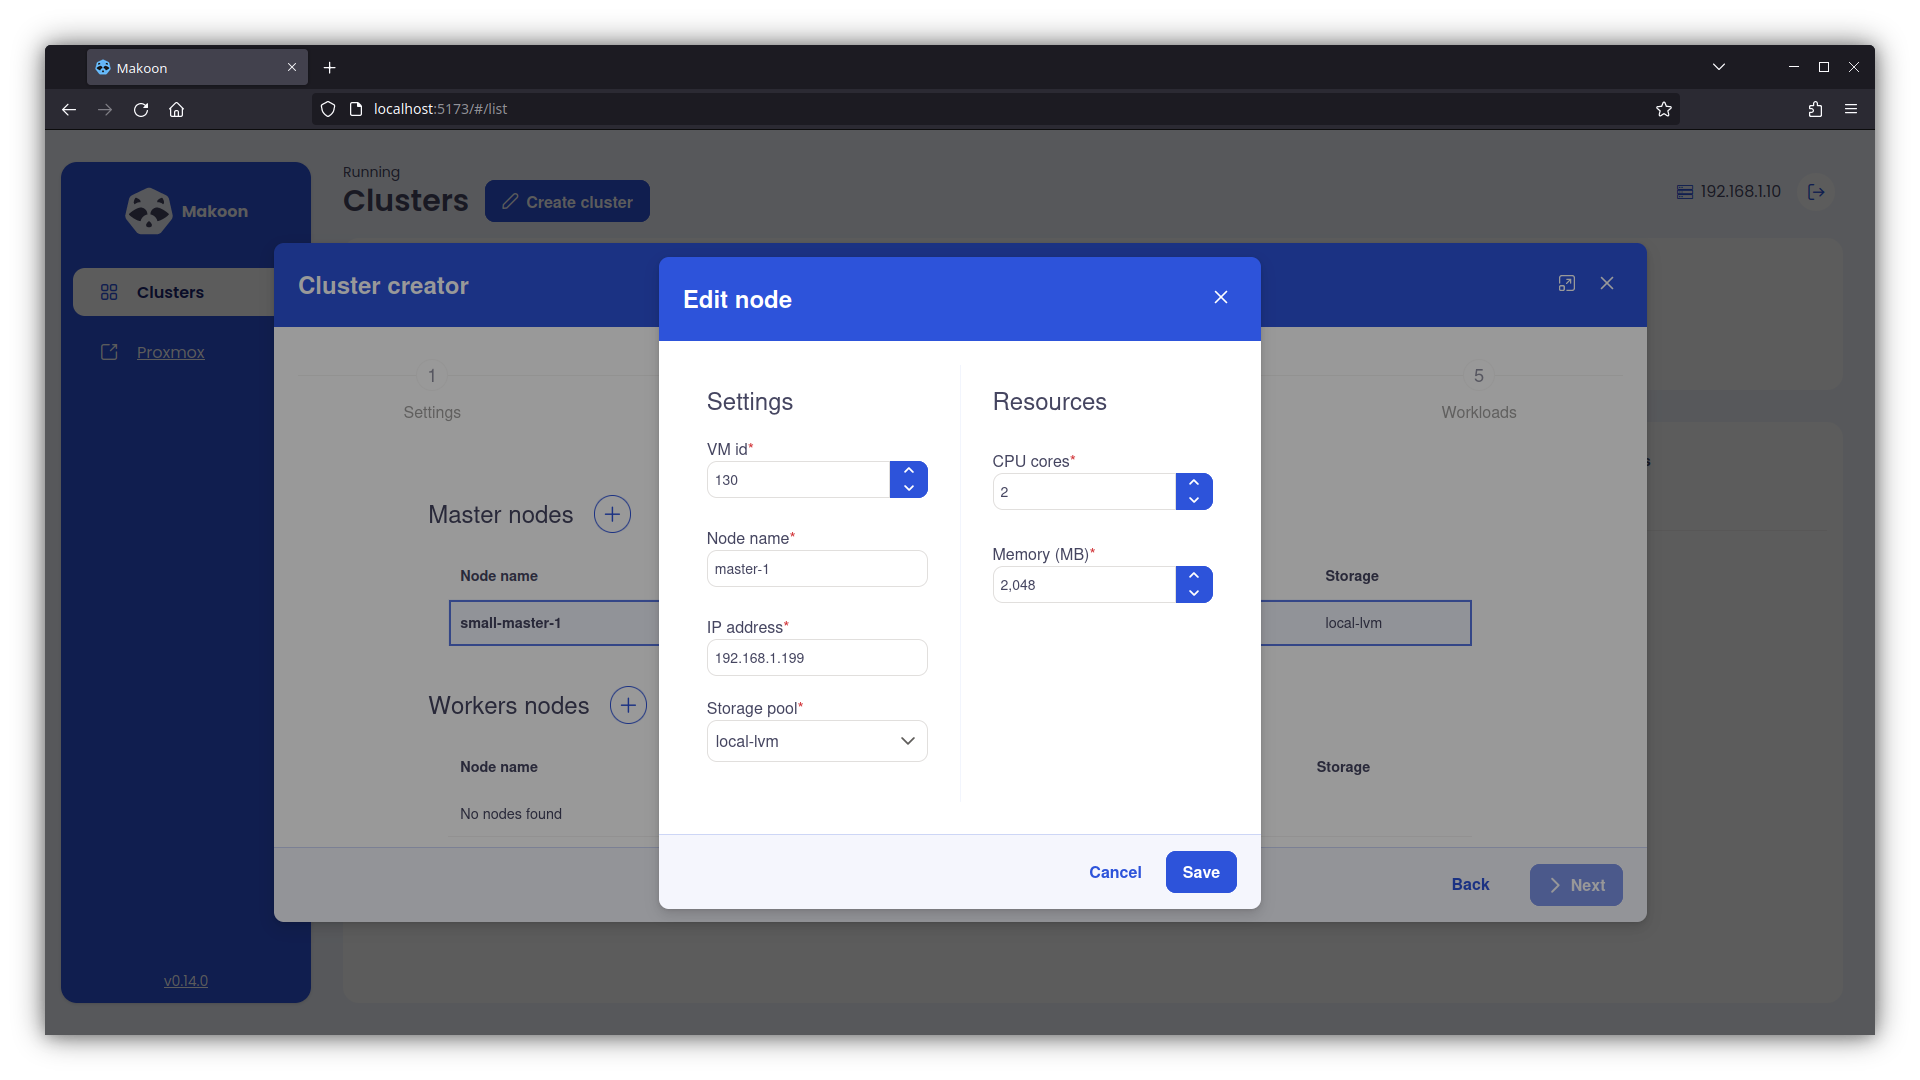 Makoon
localhost:5173/#/list
Makoon
Clusters
Proxmox
v0.14.0
Running
Clusters
Create cluster
192.168.1.10
Cluster creator
1
Settings
5
Workloads
Master nodes
Node name
Storage
small-master-1
local-lvm
Workers nodes
Node name
Storage
No nodes found
Back
Next
Edit node
Settings
VM id*
130
Node name*
master-1
IP address*
192.168.1.199
Storage pool*
local-lvm
Resources
CPU cores*
2
Memory (MB)*
2,048
Cancel
Save